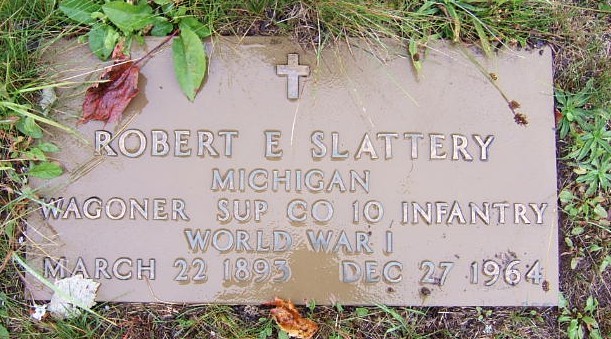 ROBERT E SLATTERY
MICHIGAN
WAGONER SUP CO 10 INFANTRY
WORLD WAR I
MARCH 22 1893 DEC 27 1964